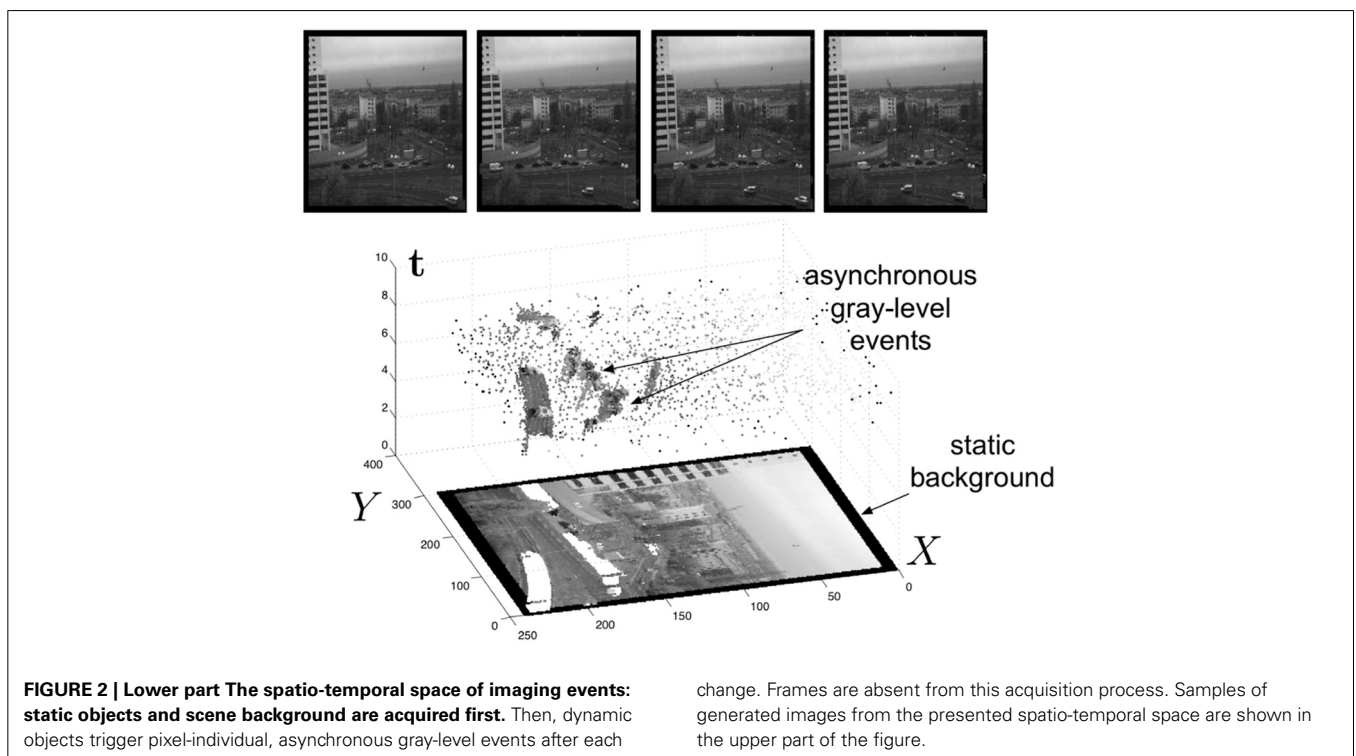 10
t
8
6
4
2
0
asynchronous
gray-level
events
static
background
400
300
200
100
0
Y
250
200
150
100
50
0
X
FIGURE 2 | Lower part The spatio-temporal space of imaging events:
static objects and scene background are acquired first. Then, dynamic
objects trigger pixel-individual, asynchronous gray-level events after each
change. Frames are absent from this acquisition process. Samples of
generated images from the presented spatio-temporal space are shown in
the upper part of the figure.